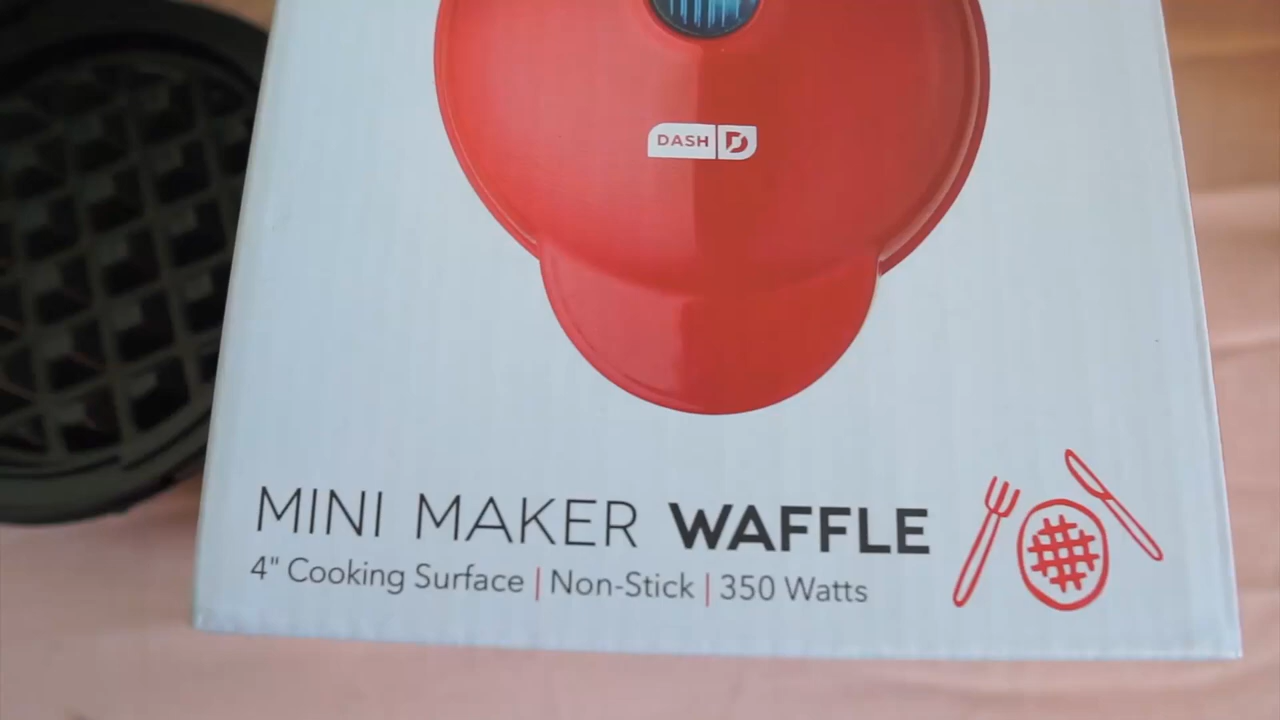 DASH D
MINI MAKER WAFFLE
4" Cooking Surface | Non-Stick | 350 Watts